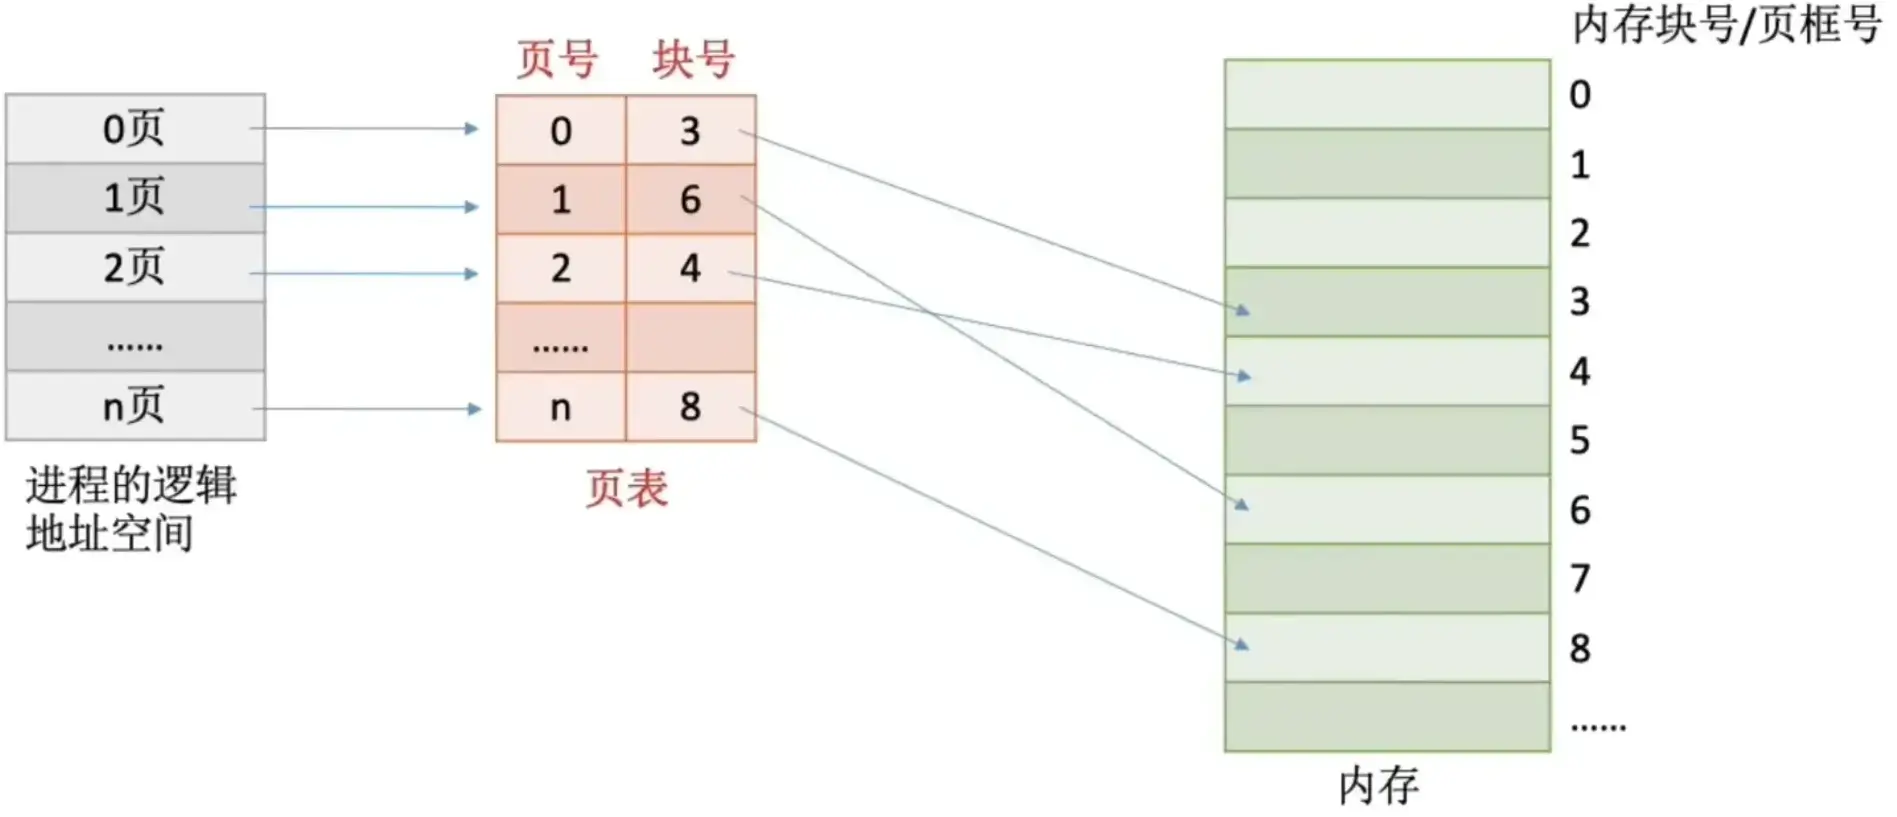 内存块号/页框号
页号 块号
0页
1页
2页
......
n页
进程的逻辑
地址空间
0 3
1 6
2 4
......
n 8
页表
0
1
2
3
4
5
6
7
8
......
内存